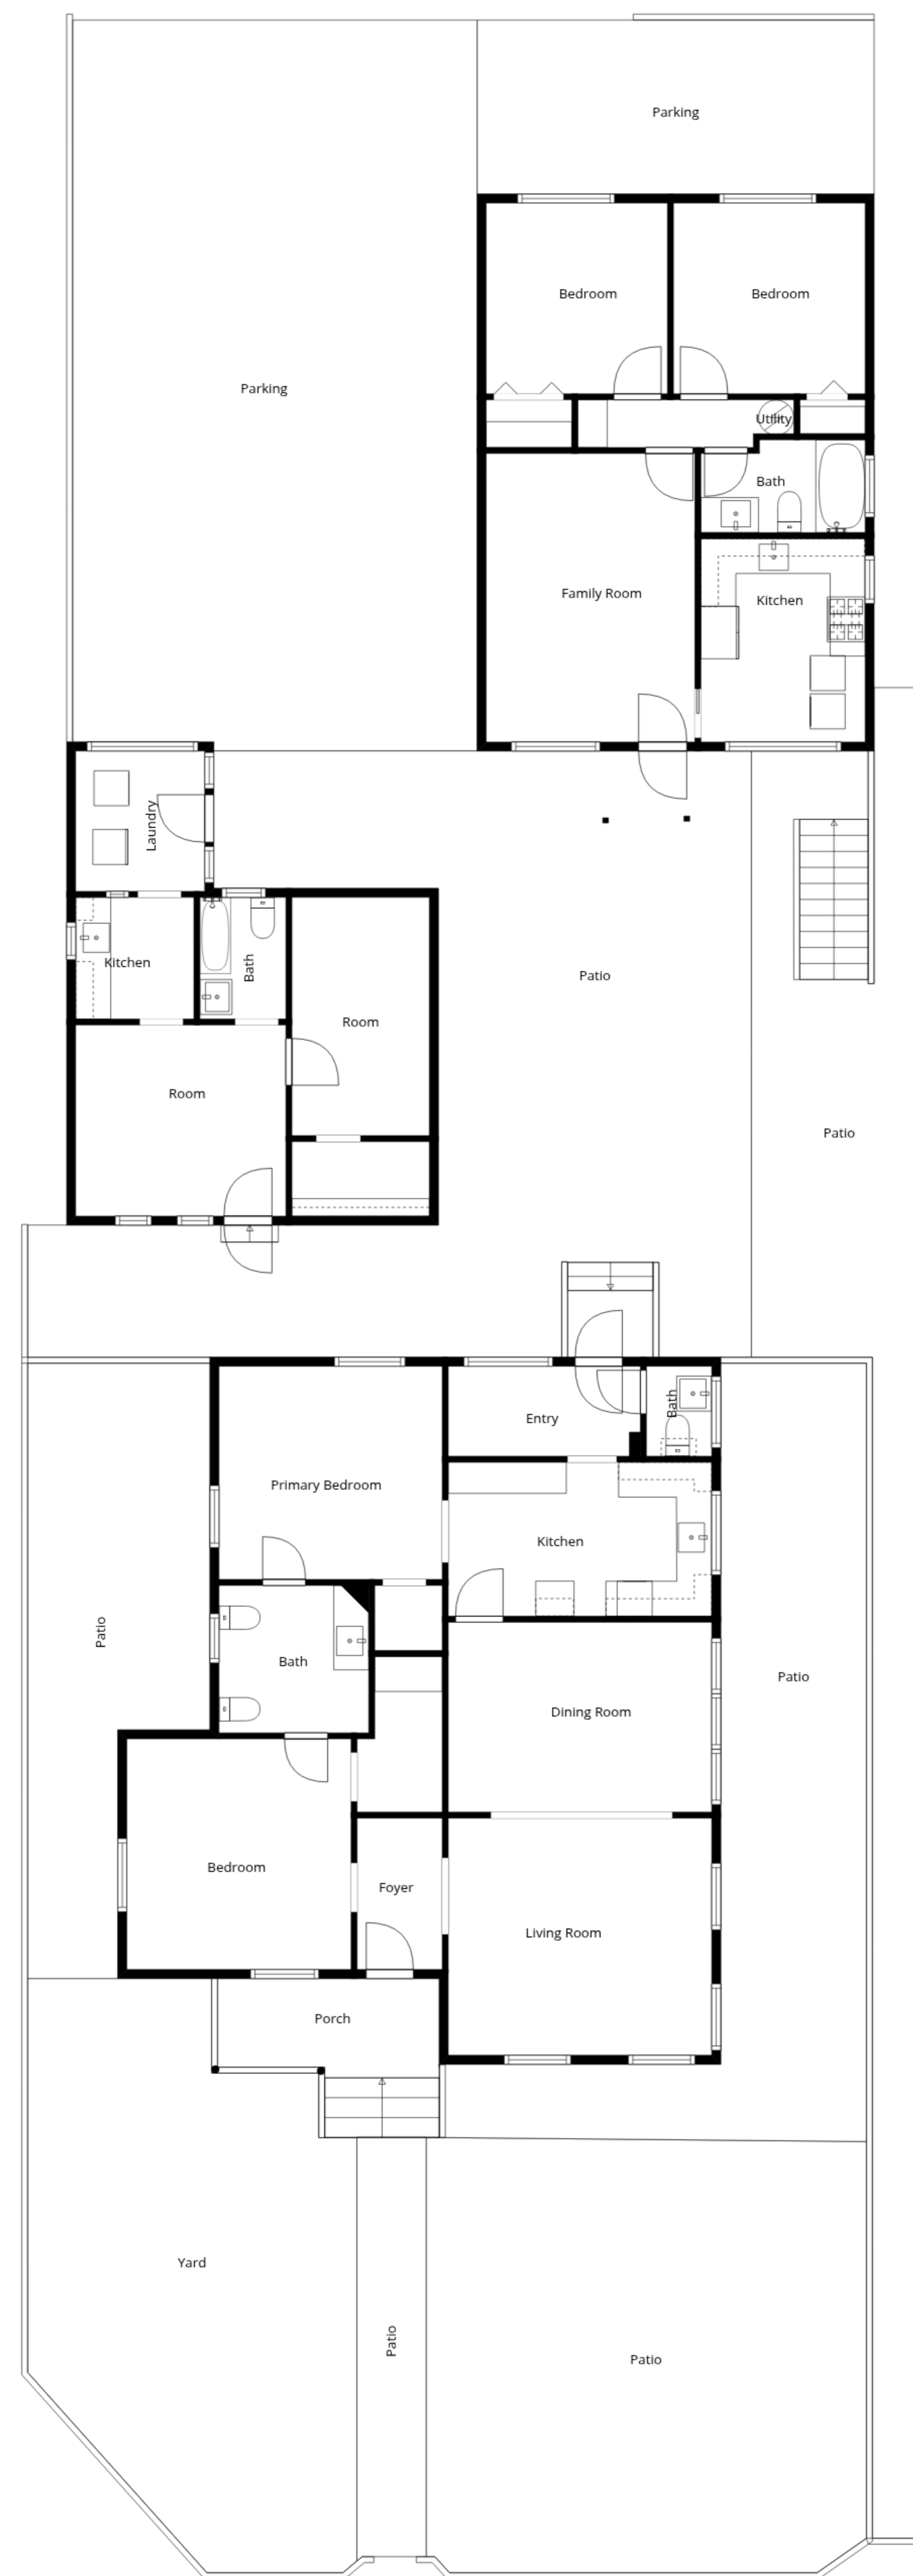 Parking
Bedroom
Bedroom
Parking
Utility
Bath
Family Room
Kitchen
Laundry
Kitchen
Bath
Patio
Room
Room
Patio
Entry
Bath
Primary Bedroom
Kitchen
Patio
Bath
Patio
Dining Room
Bedroom
Foyer
Living Room
Porch
Yard
Patio
Patio